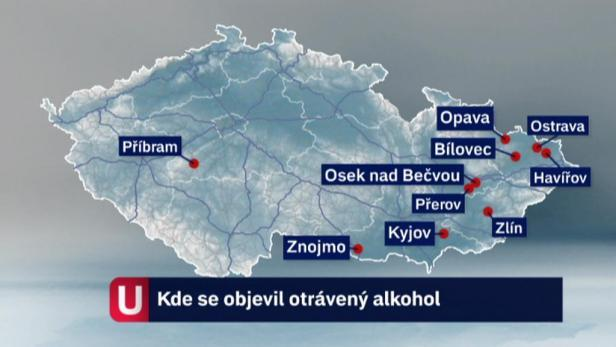 Opava
Ostrava
Příbram
Bílovec
Osek nad Bečvou
Havířov
Přerov
Zlín
Kyjov
Znojmo
U Kde se objevil otrávený alkohol